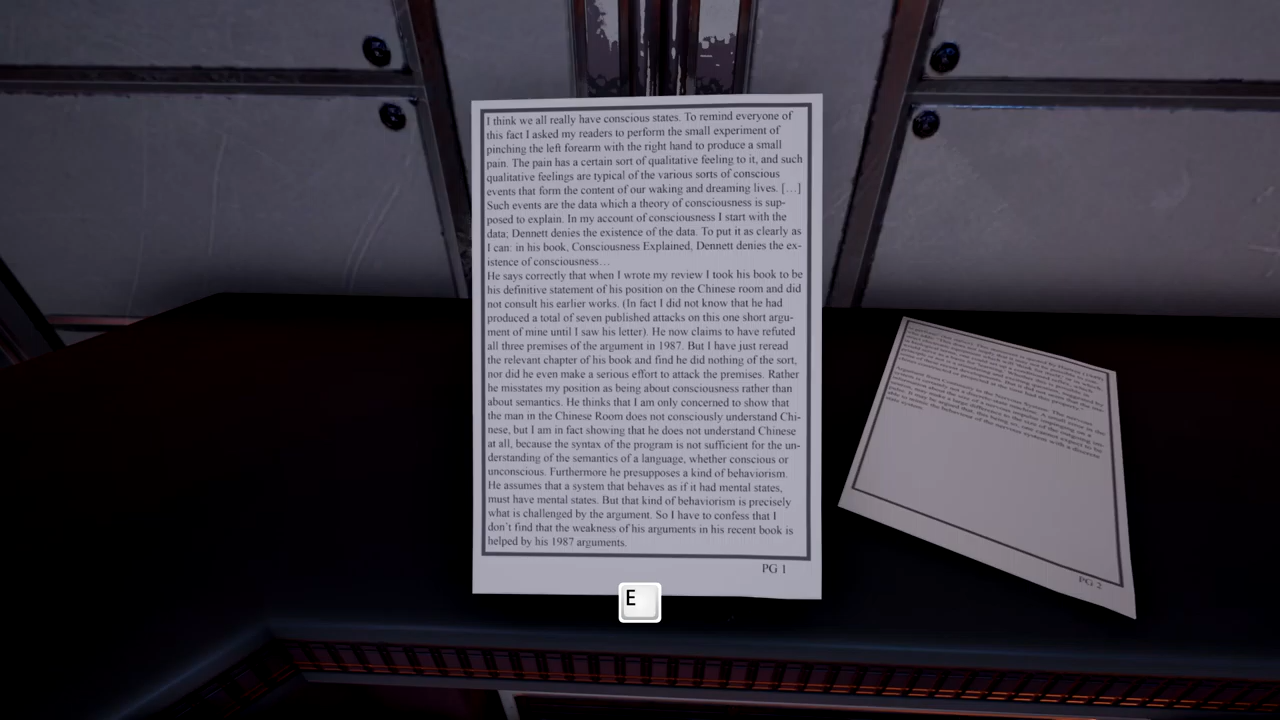 I think we all really have conscious states. To remind everyone of
this fact I asked my readers to perform the small experiment of
pinching the left forearm with the right hand to produce a small
pain. The pain has a certain sort of qualitative feeling to it, and such
qualitative feelings are typical of the various sorts of conscious
events that form the content of our waking and dreaming lives. […]
Such events are the data which a theory of consciousness is sup-
posed to explain. In my account of consciousness I start with the
data; Dennett denies the existence of the data. To put it as clearly as
I can: in his book, Consciousness Explained, Dennett denies the ex-
istence of consciousness…
He says correctly that when I wrote my review I took his book to be
his definitive statement of his position on the Chinese room and did
not consult his earlier works. (In fact I did not know that he had
produced a total of seven published attacks on this one short argu-
ment of mine until I saw his letter). He now claims to have refuted
all three premises of the argument in 1987. But I have just reread
the relevant chapter of his book and find he did nothing of the sort,
nor did he even make a serious effort to attack the premises. Rather
he misstates my position as being about consciousness rather than
about semantics. He thinks that I am only concerned to show that
the man in the Chinese Room does not consciously understand Chi-
nese, but I am in fact showing that he does not understand Chinese
at all, because the syntax of the program is not sufficient for the un-
derstanding of the semantics of a language, whether conscious or
unconscious. Furthermore he presupposes a kind of behaviorism.
He assumes that a system that behaves as if it had mental states,
must have mental states. But that kind of behaviorism is precisely
what is challenged by the argument. So I have to confess that I
don't find that the weakness of his arguments in his recent book is
helped by his 1987 arguments.
PG 1
E
PG 2